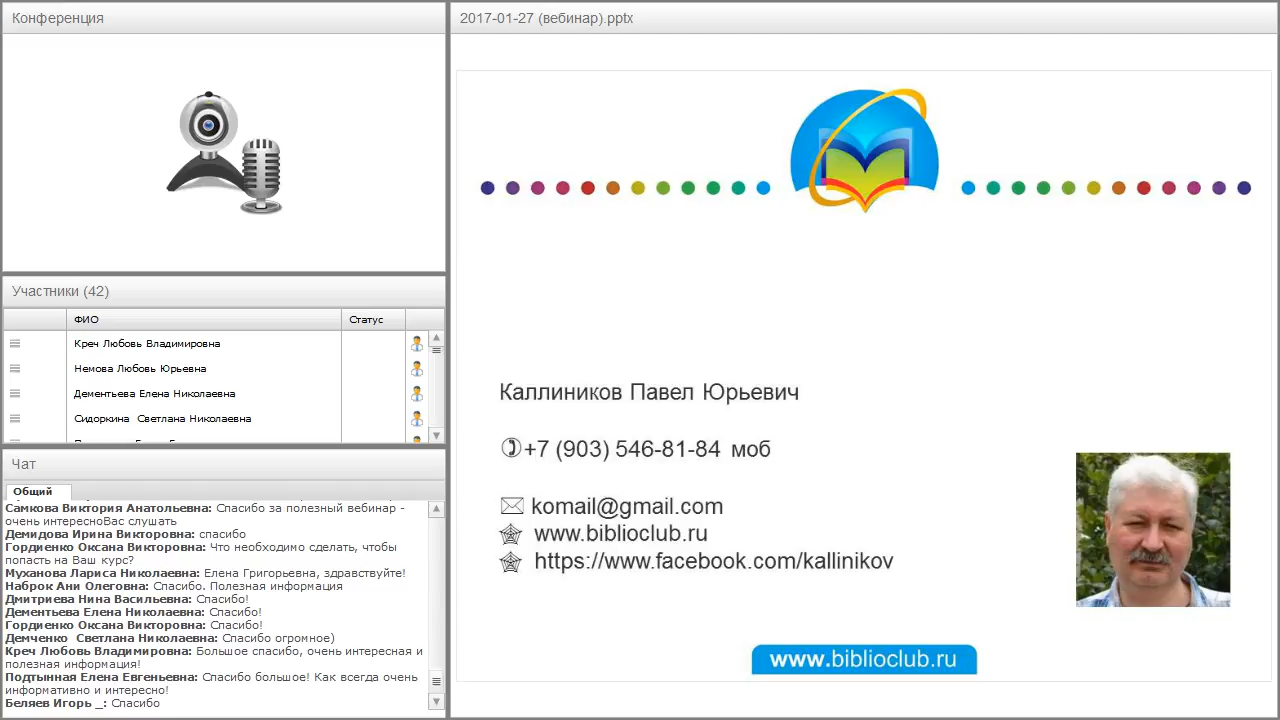 Конференция
2017-01-27 (вебинар).pptx
Участники (42)
ФИО
Статус
Креч Любовь Владимировна
Немова Любовь Юрьевна
Дементьева Елена Николаевна
Сидоркина Светлана Николаевна
Чат
Общий
Самкова Виктория Анатольевна: Спасибо за полезный вебинар -
очень интересноВас слушать
Демидова Ирина Викторовна: спасибо
Гордиенко Оксана Викторовна: Что необходимо сделать, чтобы
попасть на Ваш курс?
Муханова Лариса Николаевна: Елена Григорьевна, здравствуйте!
Наброк Ани Олеговна: Спасибо. Полезная информация
Дмитриева Нина Васильевна: Спасибо!
Дементьева Елена Николаевна: Спасибо!
Гордиенко Оксана Викторовна: Спасибо!
Демченко Светлана Николаевна: Спасибо огромное)
Креч Любовь Владимировна: Большое спасибо, очень интересная и
полезная информация!
Подтынная Елена Евгеньевна: Спасибо большое! Как всегда очень
информативно и интересно!
Беляев Игорь _: Спасибо
Каллиников Павел Юрьевич
+7 (903) 546-81-84 моб
komail@gmail.com
www.biblioclub.ru
https://www.facebook.com/kallinikov
www.biblioclub.ru